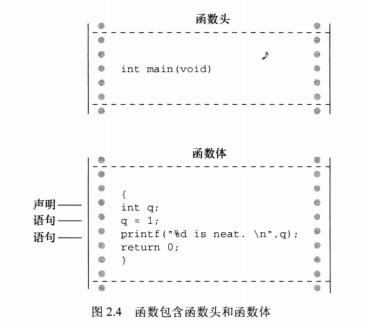 函数头
int main(void)
函数体
{
声明
int q;
语句
q = 1;
语句
printf("%d is neat. \n",q);
return 0;
}
图 2.4 函数包含函数头和函数体